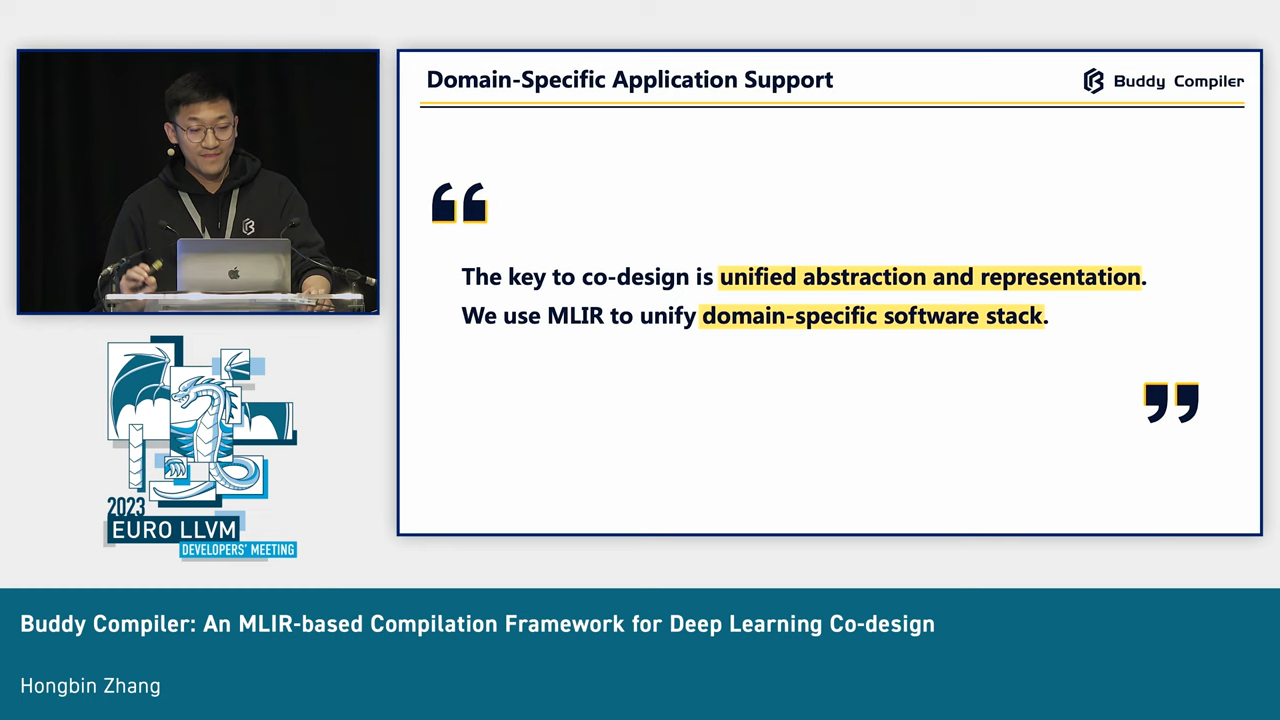 Domain-Specific Application Support
Buddy Compiler
The key to co-design is unified abstraction and representation.
We use MLIR to unify domain-specific software stack.
2023
EURO LLVM
DEVELOPERS' MEETING
Buddy Compiler: An MLIR-based Compilation Framework for Deep Learning Co-design
Hongbin Zhang